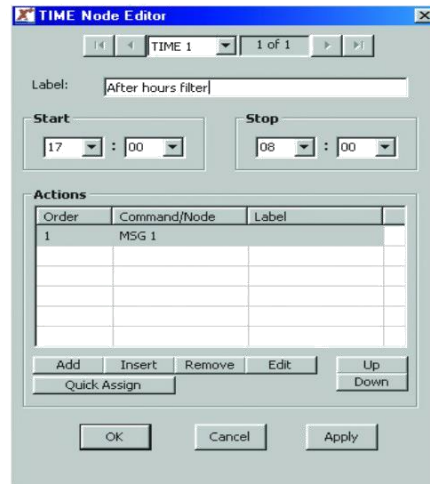 TIME Node Editor
TIME 1 1 of 1
Label: After hours filter
Start Stop
17 : 00 08 : 00
Actions
Order Command/Node Label
1 MSG 1
Add Insert Remove Edit Up
Quick Assign Down
OK Cancel Apply